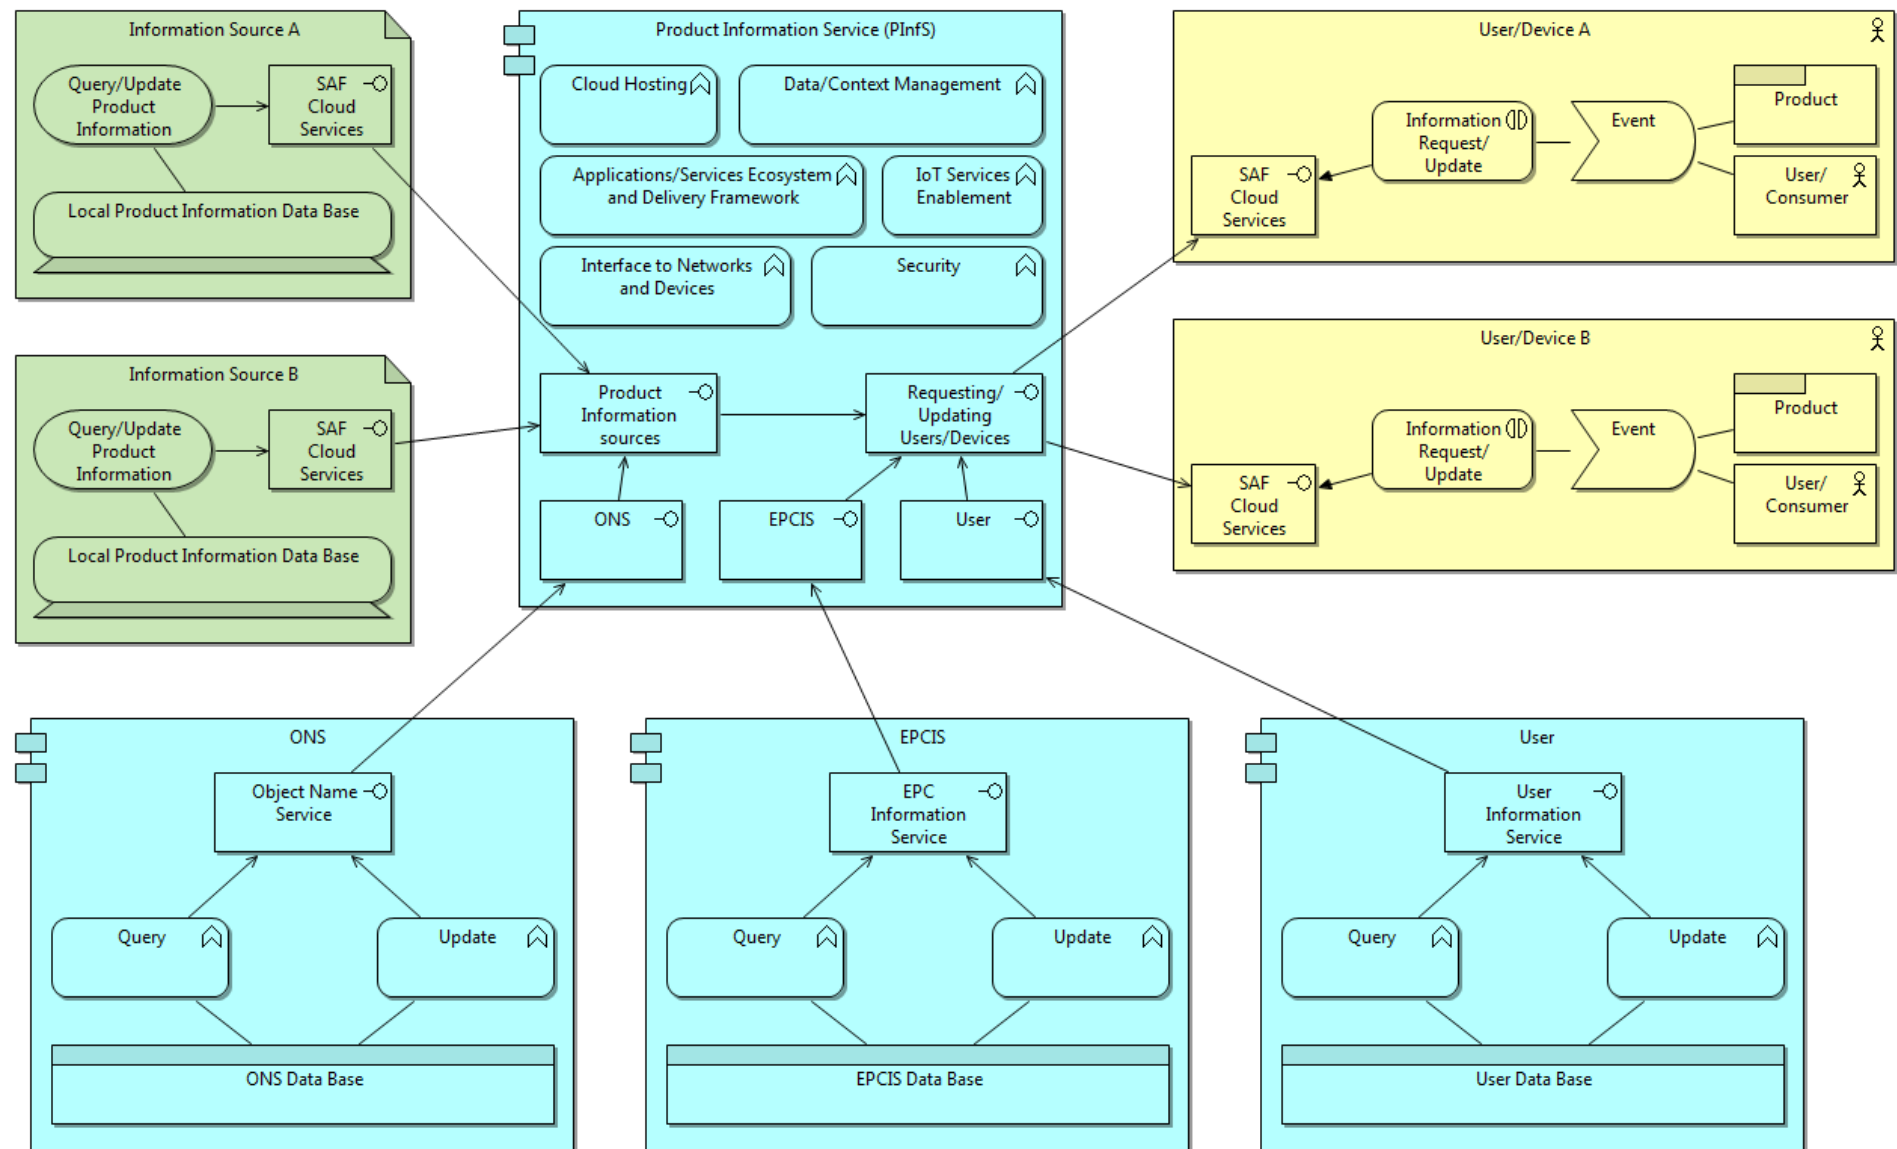 Information Source A
Query/Update
Product
Information
SAF
Cloud
Services
Local Product Information Data Base
Information Source B
Query/Update
Product
Information
SAF
Cloud
Services
Local Product Information Data Base
Product Information Service (PInfS)
Cloud Hosting
Data/Context Management
Applications/Services Ecosystem
and Delivery Framework
IoT Services
Enablement
Interface to Networks
and Devices
Security
Product
Information
sources
Requesting/
Updating
Users/Devices
ONS
EPCIS
User
User/Device A
SAF
Cloud
Services
Information
Request/
Update
Event
Product
User/
Consumer
User/Device B
SAF
Cloud
Services
Information
Request/
Update
Event
Product
User/
Consumer
ONS
Object Name
Service
Query
Update
ONS Data Base
EPCIS
EPC
Information
Service
Query
Update
EPCIS Data Base
User
User
Information
Service
Query
Update
User Data Base